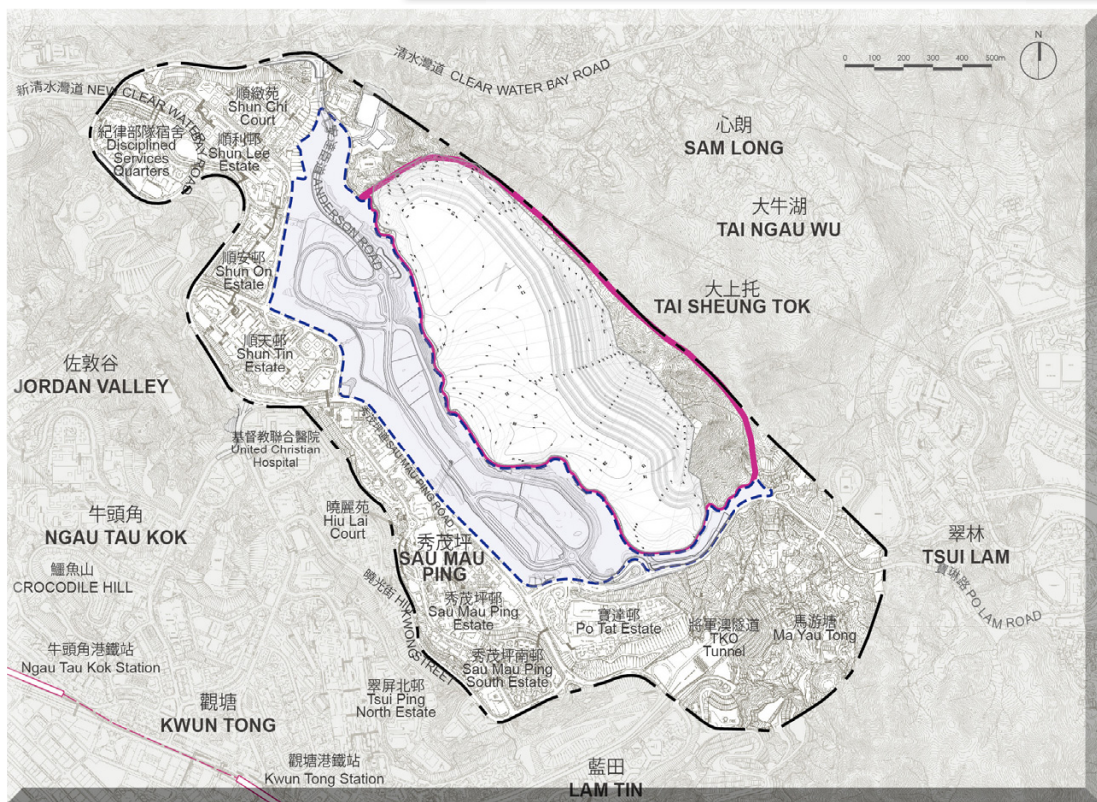 清水灣道 CLEAR WATER BAY ROAD
N
0 100 200 300 400 500m
新清水灣道 NEW CLEAR WATER BAY ROAD
順緻苑
Shun Chi
Court
紀律部隊宿舍
Disciplined
Services
Quarters
順利邨
Shun Lee
Estate
安達臣道 ANDERSON ROAD
心朗
SAM LONG
大牛湖
TAI NGAU WU
順安邨
Shun On
Estate
大上托
TAI SHEUNG TOK
順天邨
Shun Tin
Estate
佐敦谷
JORDAN VALLEY
基督教聯合醫院
United Christian
Hospital
秀茂坪道 SAU MAU PING ROAD
曉麗苑
Hiu Lai
Court
牛頭角
NGAU TAU KOK
秀茂坪
SAU MAU
PING
翠林
TSUI LAM
鱷魚山
CROCODILE HILL
寶琳路 PO LAM ROAD
曉光街 HIU KWONG STREET
秀茂坪邨
Sau Mau Ping
Estate
寶達邨
Po Tat Estate
將軍澳隧道
TKO
Tunnel
馬游塘
Ma Yau Tong
牛頭角港鐵站
Ngau Tau Kok Station
秀茂坪南邨
Sau Mau Ping
South Estate
翠屏北邨
Tsui Ping
North Estate
觀塘
KWUN TONG
觀塘港鐵站
Kwun Tong Station
藍田
LAM TIN